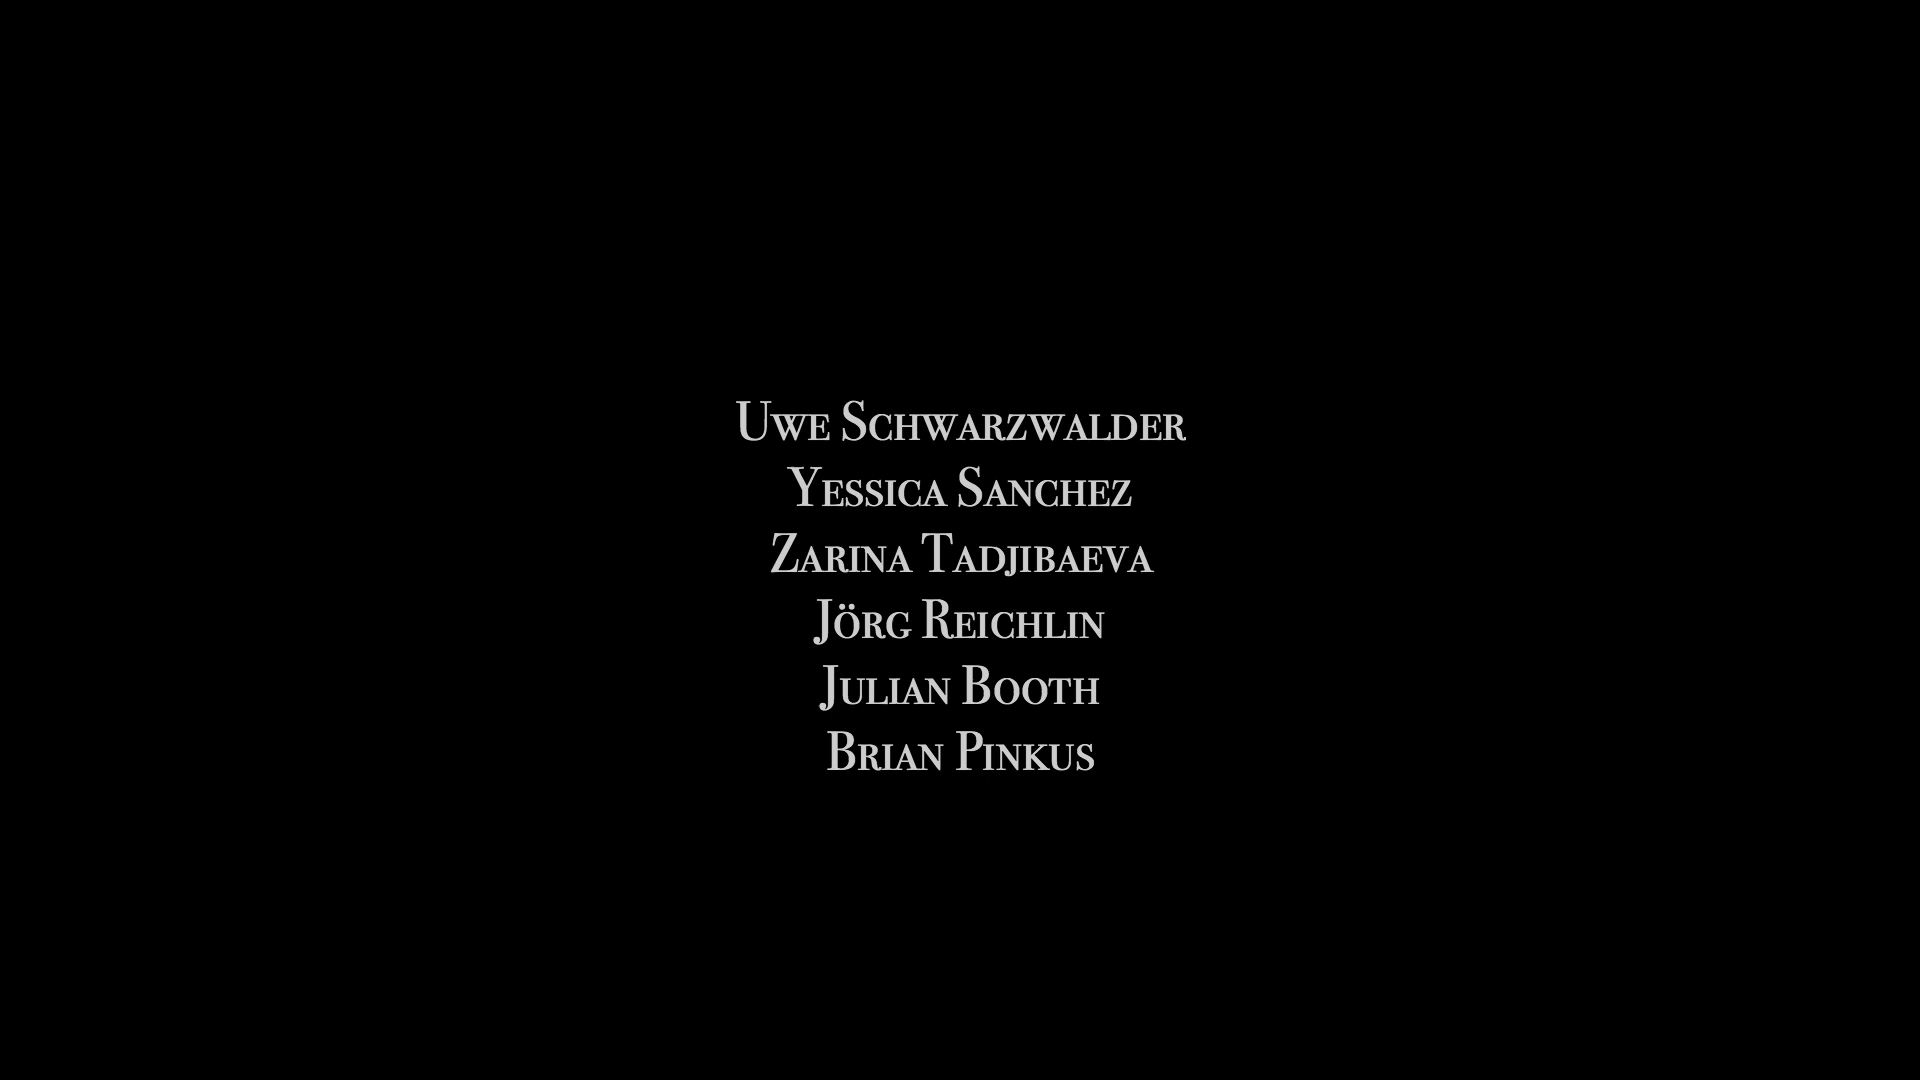 Uwe Schwarzwalder
Yessica Sanchez
Zarina Tadjibaeva
Jörg Reichlin
Julian Booth
Brian Pinkus